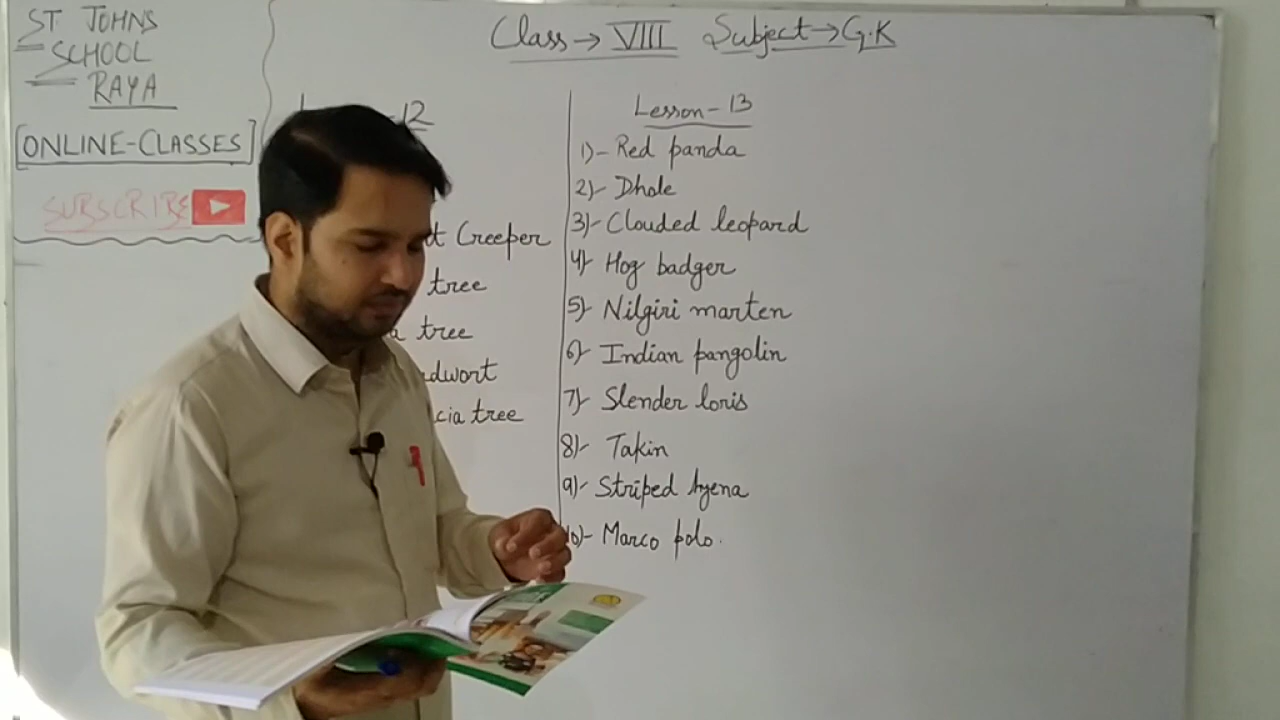 ST JOHNS
SCHOOL
RAYA
[ONLINE-CLASSES]
SUBSCRIBE
Class→ VIII Subject→ G.K
12
Creeper
tree
tree
tree
Lesson-13
1)- Red panda
2)- Dhole
3)- Clouded leopard
4)- Hog badger
5)- Nilgiri marten
6)- Indian pangolin
7)- Slender loris
8)- Takin
9)- Striped hyena
10)- Marco polo.